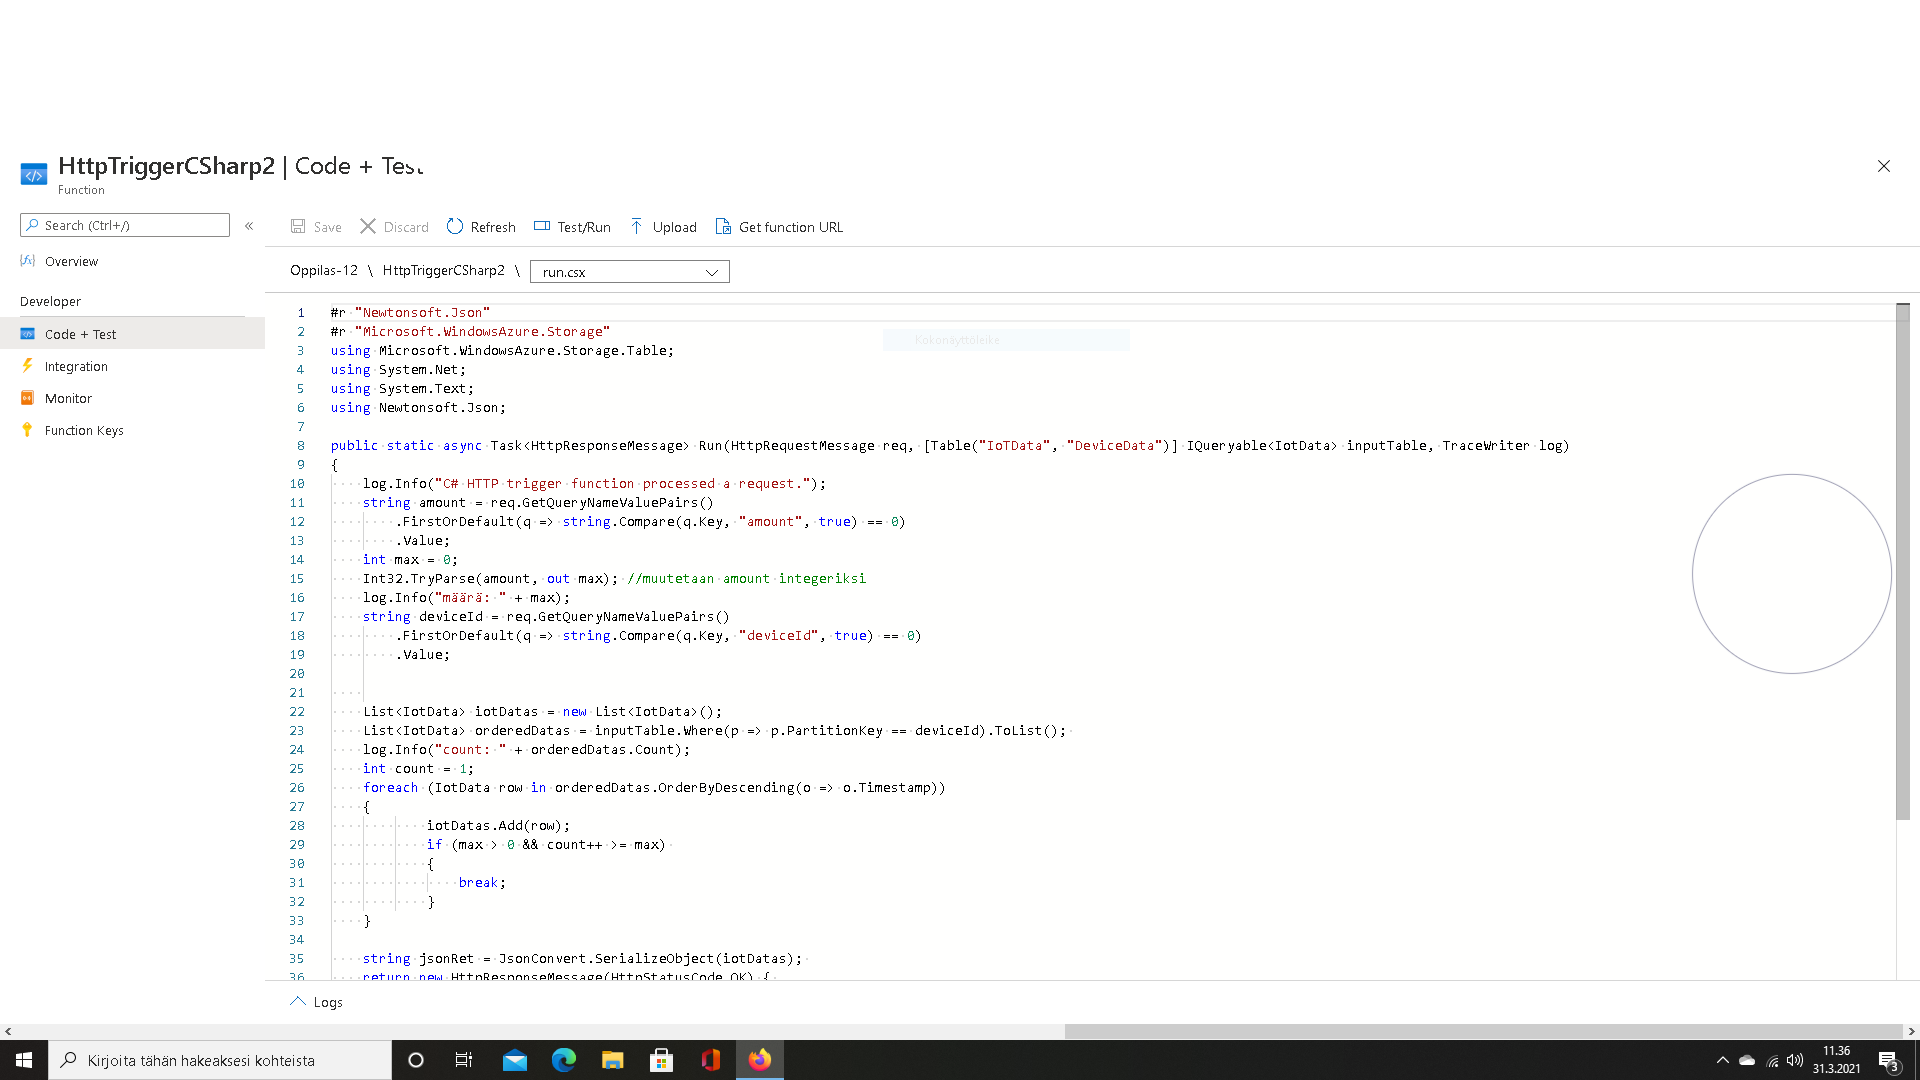 HttpTriggerCSharp2 | Code + Test
Function
Search (Ctrl+/)
«
Save Discard Refresh Test/Run Upload Get function URL
Overview
Oppilas-12 \ HttpTriggerCSharp2 \ run.csx
Developer
Code + Test
Integration
Monitor
Function Keys
Kokonäyttöleike
1 #r "Newtonsoft.Json"
2 #r "Microsoft.WindowsAzure.Storage"
3 using Microsoft.WindowsAzure.Storage.Table;
4 using System.Net;
5 using System.Text;
6 using Newtonsoft.Json;
7
8 public static async Task<HttpResponseMessage> Run(HttpRequestMessage req, [Table("IoTData", "DeviceData")] IQueryable<IotData> inputTable, TraceWriter log)
9 {
10 log.Info("C# HTTP trigger function processed a request.");
11 string amount = req.GetQueryNameValuePairs()
12 .FirstOrDefault(q => string.Compare(q.Key, "amount", true) == 0)
13 .Value;
14 int max = 0;
15 Int32.TryParse(amount, out max); //muutetaan amount integeriksi
16 log.Info("määrä: " + max);
17 string deviceId = req.GetQueryNameValuePairs()
18 .FirstOrDefault(q => string.Compare(q.Key, "deviceId", true) == 0)
19 .Value;
20
21
22 List<IotData> iotDatas = new List<IotData>();
23 List<IotData> orderedDatas = inputTable.Where(p => p.PartitionKey == deviceId).ToList();
24 log.Info("count: " + orderedDatas.Count);
25 int count = 1;
26 foreach (IotData row in orderedDatas.OrderByDescending(o => o.Timestamp))
27 {
28 iotDatas.Add(row);
29 if (max > 0 && count++ >= max)
30 {
31 break;
32 }
33 }
34
35 string jsonRet = JsonConvert.SerializeObject(iotDatas);
36 return new HttpResponseMessage(HttpStatusCode.OK) {
Logs
Kirjoita tähän hakeaksesi kohteista
11.36
31.3.2021
3